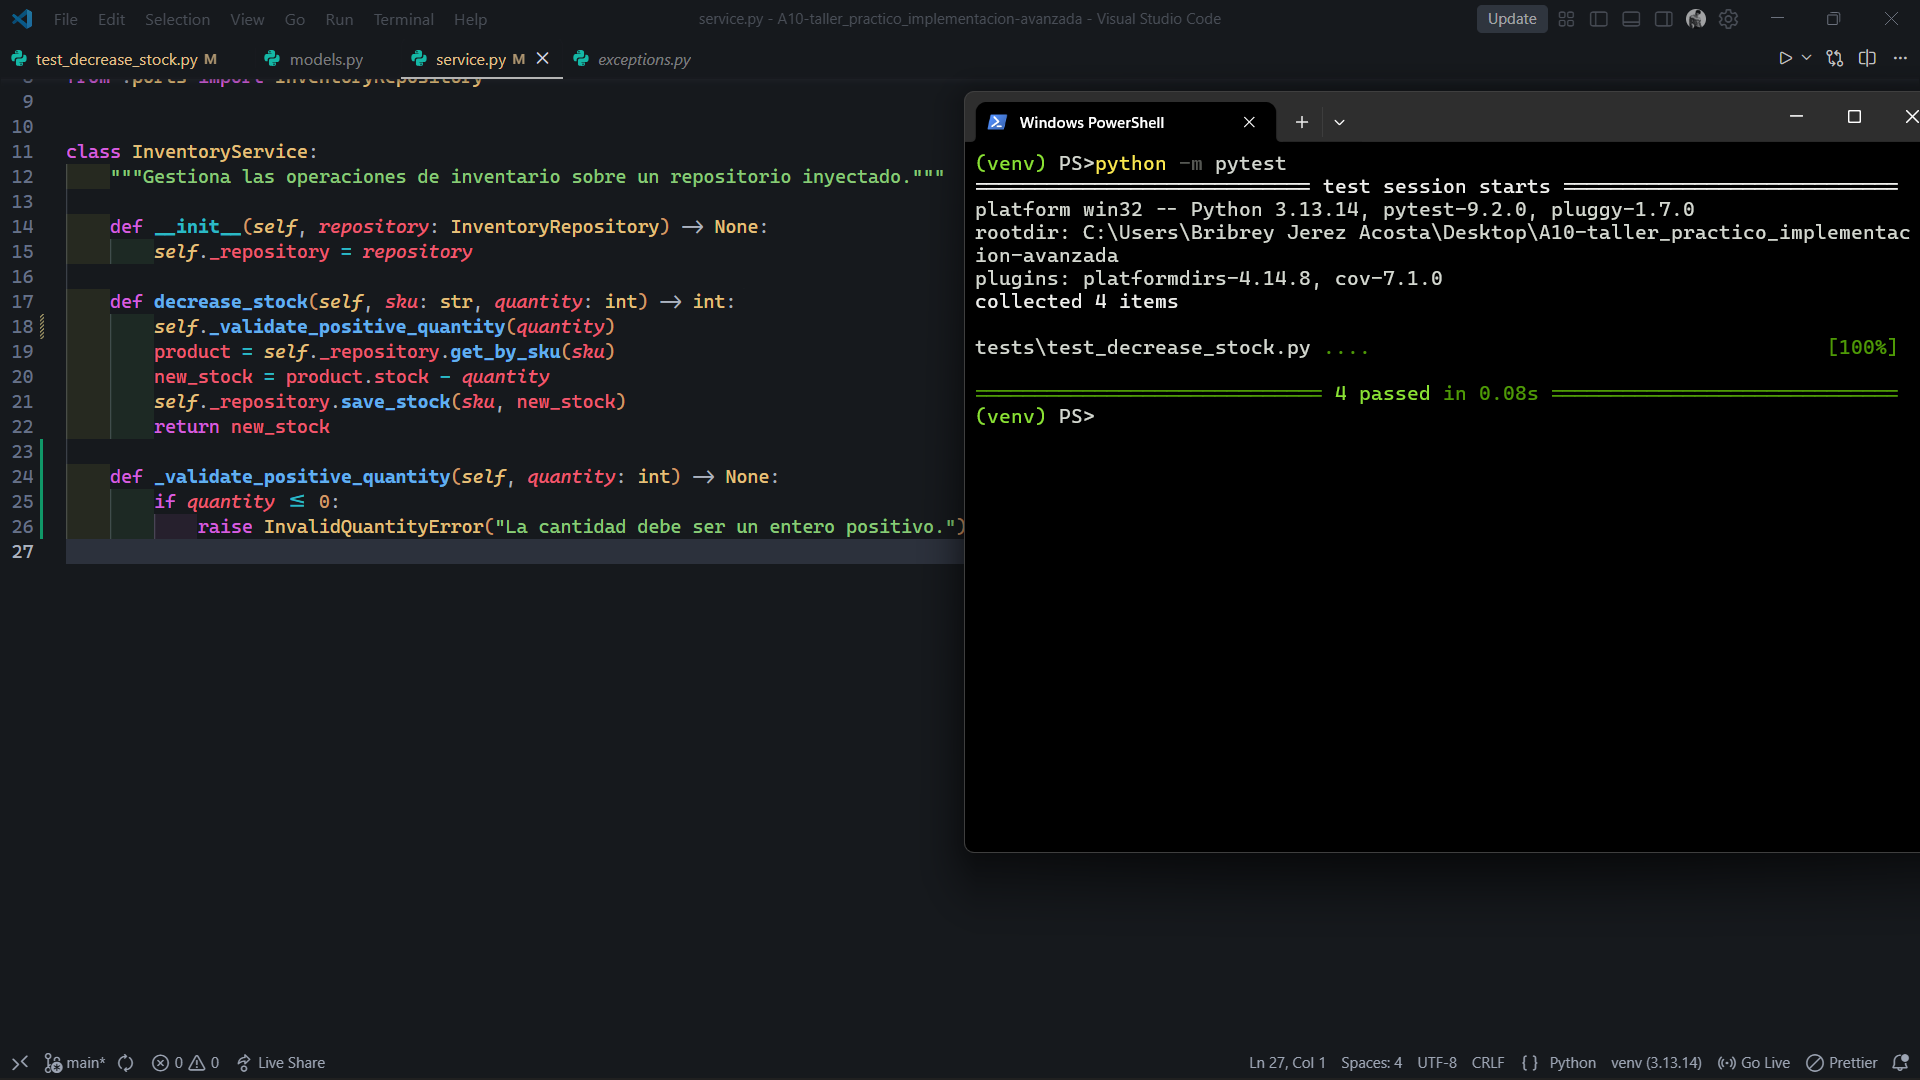 File Edit Selection View Go Run Terminal Help
service.py - A10-taller_practico_implementacion-avanzada - Visual Studio Code
Update
test_decrease_stock.py M
models.py
service.py M
exceptions.py
8 from .ports import InventoryRepository
9
10
11 class InventoryService:
12 """Gestiona las operaciones de inventario sobre un repositorio inyectado."""
13
14 def __init__(self, repository: InventoryRepository) -> None:
15 self._repository = repository
16
17 def decrease_stock(self, sku: str, quantity: int) -> int:
18 self._validate_positive_quantity(quantity)
19 product = self._repository.get_by_sku(sku)
20 new_stock = product.stock - quantity
21 self._repository.save_stock(sku, new_stock)
22 return new_stock
23
24 def _validate_positive_quantity(self, quantity: int) -> None:
25 if quantity <= 0:
26 raise InvalidQuantityError("La cantidad debe ser un entero positivo.")
27
Windows PowerShell
(venv) PS>python -m pytest
============================ test session starts ============================
platform win32 -- Python 3.13.14, pytest-9.2.0, pluggy-1.7.0
rootdir: C:\Users\Bribrey Jerez Acosta\Desktop\A10-taller_practico_implementac
ion-avanzada
plugins: platformdirs-4.14.8, cov-7.1.0
collected 4 items
tests\test_decrease_stock.py .... [100%]
============================= 4 passed in 0.08s =============================
(venv) PS>
main* 0 0 Live Share
Ln 27, Col 1 Spaces: 4 UTF-8 CRLF { } Python venv (3.13.14) Go Live Prettier